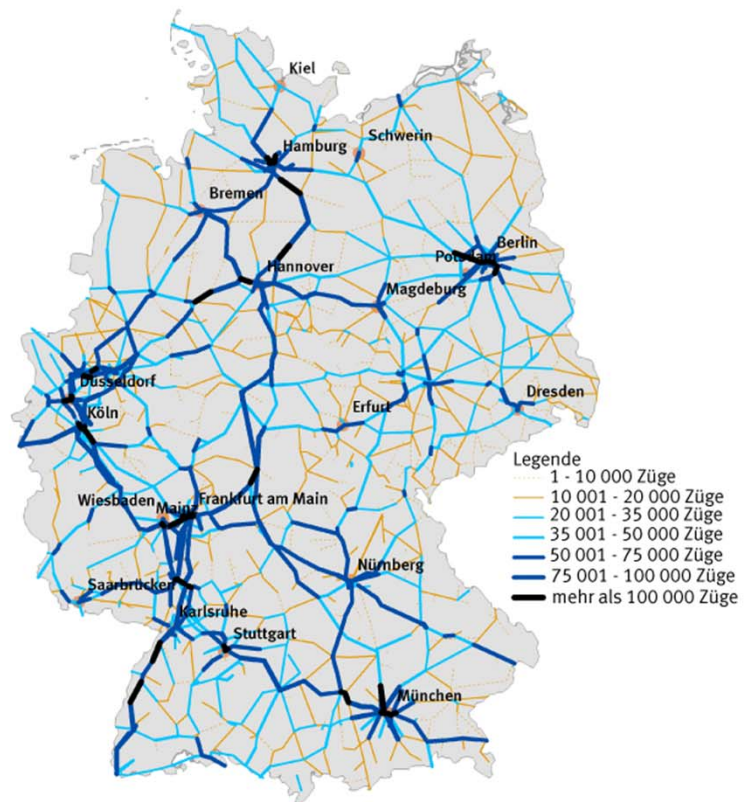 Kiel
Schwerin
Hamburg
Bremen
Berlin
Potsdam
Hannover
Magdeburg
Düsseldorf
Dresden
Köln
Erfurt
Legende
1 - 10 000 Züge
10 001 - 20 000 Züge
20 001 - 35 000 Züge
35 001 - 50 000 Züge
50 001 - 75 000 Züge
75 001 - 100 000 Züge
mehr als 100 000 Züge
Wiesbaden
Mainz
Frankfurt am Main
Nürnberg
Saarbrücken
Karlsruhe
Stuttgart
München